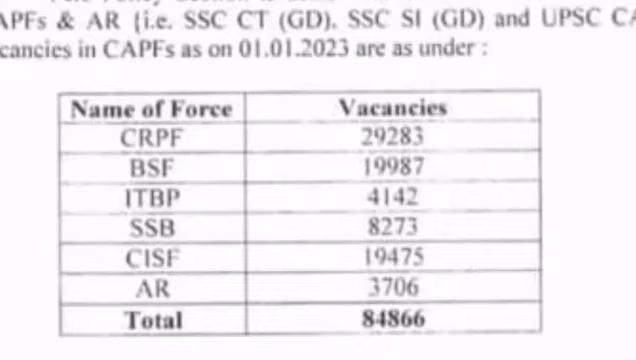 APFs & AR (i.e. SSC CT (GD). SSC SI (GD) and UPSC CA
cancies in CAPFs as on 01.01.2023 are as under :
Name of Force Vacancies
CRPF 29283
BSF 19987
ITBP 4142
SSB 8273
CISF 19475
AR 3706
Total 84866